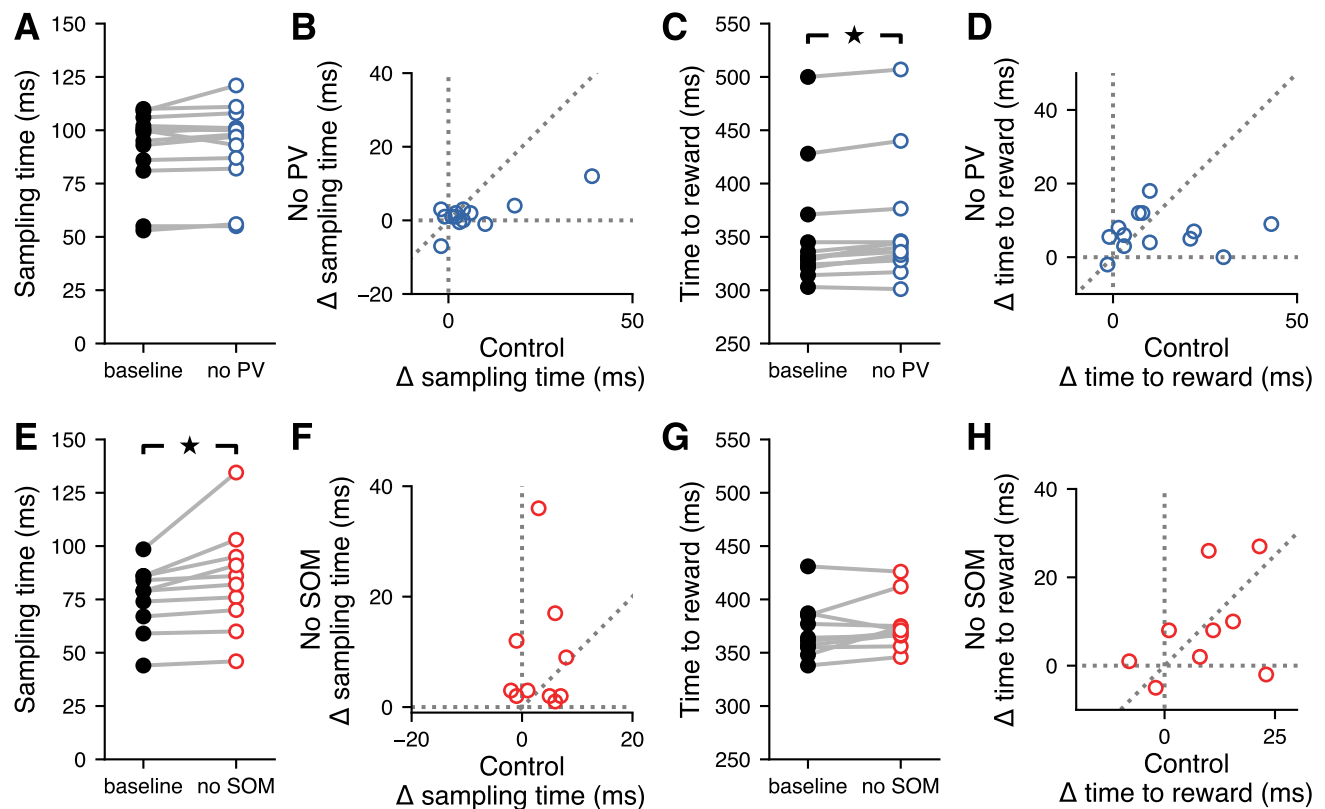 A
Sampling time (ms)
150
125
100
75
50
25
0
baseline no PV
B
No PV
Δ sampling time (ms)
40
20
0
−20
0 50
Control
Δ sampling time (ms)
C
Time to reward (ms)
550
500
450
400
350
300
250
★
baseline no PV
D
No PV
Δ time to reward (ms)
40
20
0
0 50
Control
Δ time to reward (ms)
E
Sampling time (ms)
150
125
100
75
50
25
0
★
baseline no SOM
F
No SOM
Δ sampling time (ms)
40
20
0
−20 0 20
Control
Δ sampling time (ms)
G
Time to reward (ms)
550
500
450
400
350
300
250
baseline no SOM
H
No SOM
Δ time to reward (ms)
40
20
0
0 25
Control
Δ time to reward (ms)